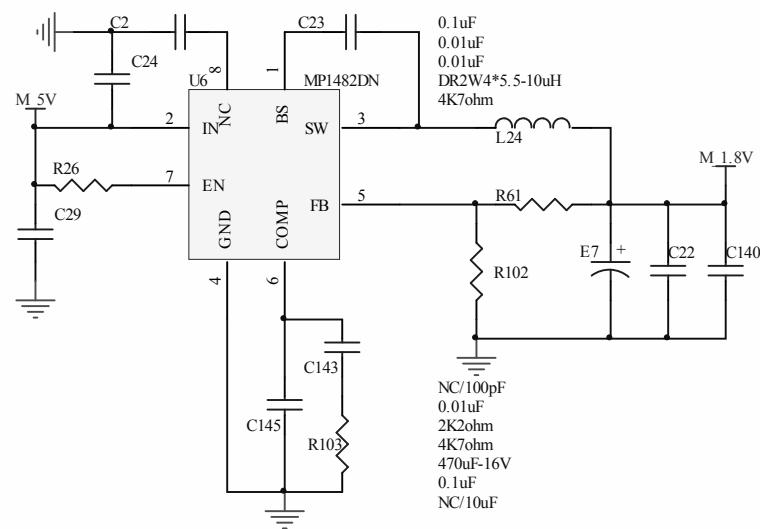 C2
C23
0.1uF
0.01uF
0.01uF
DR2W4*5.5-10uH
4K7ohm
C24
U6
8
1
MP1482DN
M_5V
2
IN
NC
BS
SW
3
L24
M_1.8V
R26
7
EN
FB
5
R61
C29
GND
COMP
R102
E7
+
C22
C140
4
6
C143
C145
R103
NC/100pF
0.01uF
2K2ohm
4K7ohm
470uF-16V
0.1uF
NC/10uF